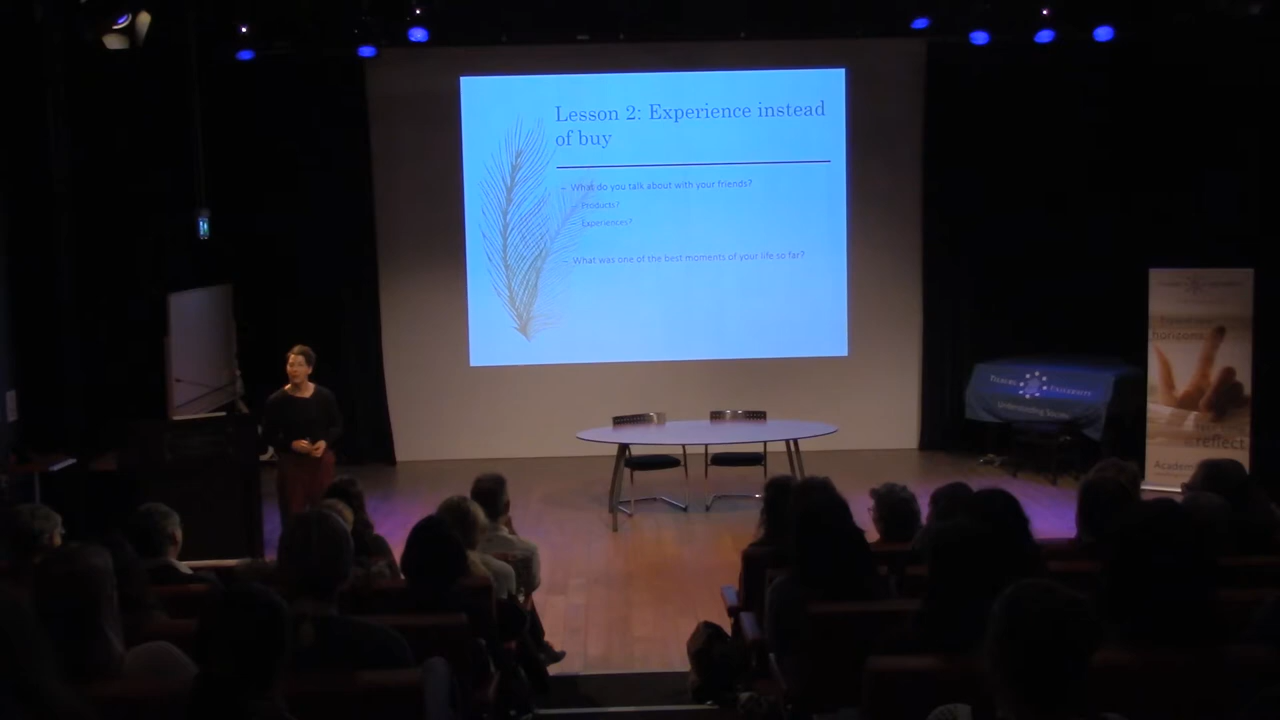 Lesson 2: Experience instead
of buy
– What do you talk about with your friends?
– Products?
– Experiences?
– What was one of the best moments of your life so far?
TILBURG UNIVERSITY
Understanding Society
horizons
reflect
Academ